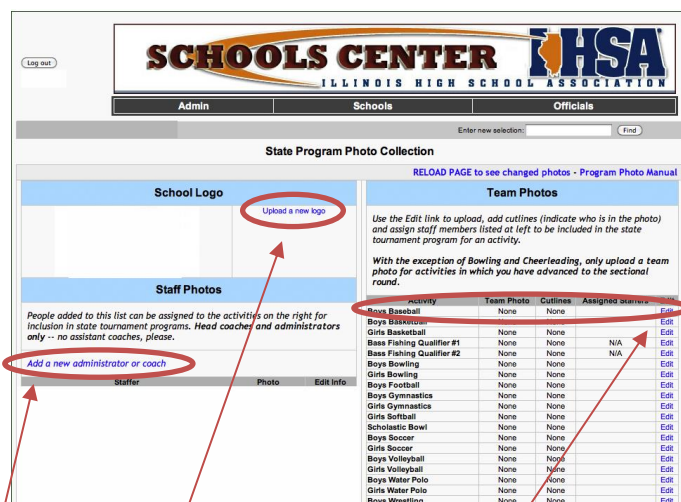 Log out
SCHOOLS CENTER IHSA
ILLINOIS HIGH SCHOOL ASSOCIATION
Admin Schools Officials
Enter new selection: Find
State Program Photo Collection
RELOAD PAGE to see changed photos - Program Photo Manual
School Logo
Upload a new logo
Staff Photos
People added to this list can be assigned to the activities on the right for
inclusion in state tournament programs. Head coaches and administrators
only -- no assistant coaches, please.
Add a new administrator or coach
Staffer Photo Edit Info
Team Photos
Use the Edit link to upload, add cutlines (indicate who is in the photo)
and assign staff members listed at left to be included in the state
tournament program for an activity.
With the exception of Bowling and Cheerleading, only upload a team
photo for activities in which you have advanced to the sectional
round.
Activity Team Photo Cutlines Assigned Staffers Edit
Boys Baseball None None Edit
Boys Basketball None None Edit
Girls Basketball None None Edit
Bass Fishing Qualifier #1 None None N/A Edit
Bass Fishing Qualifier #2 None None N/A Edit
Boys Bowling None None Edit
Girls Bowling None None Edit
Boys Football None None Edit
Boys Gymnastics None None Edit
Girls Gymnastics None None Edit
Girls Softball None None Edit
Scholastic Bowl None None Edit
Boys Soccer None None Edit
Girls Soccer None None Edit
Boys Volleyball None None Edit
Girls Volleyball None None Edit
Boys Water Polo None None Edit
Girls Water Polo None None Edit
Boys Wrestling None None Edit